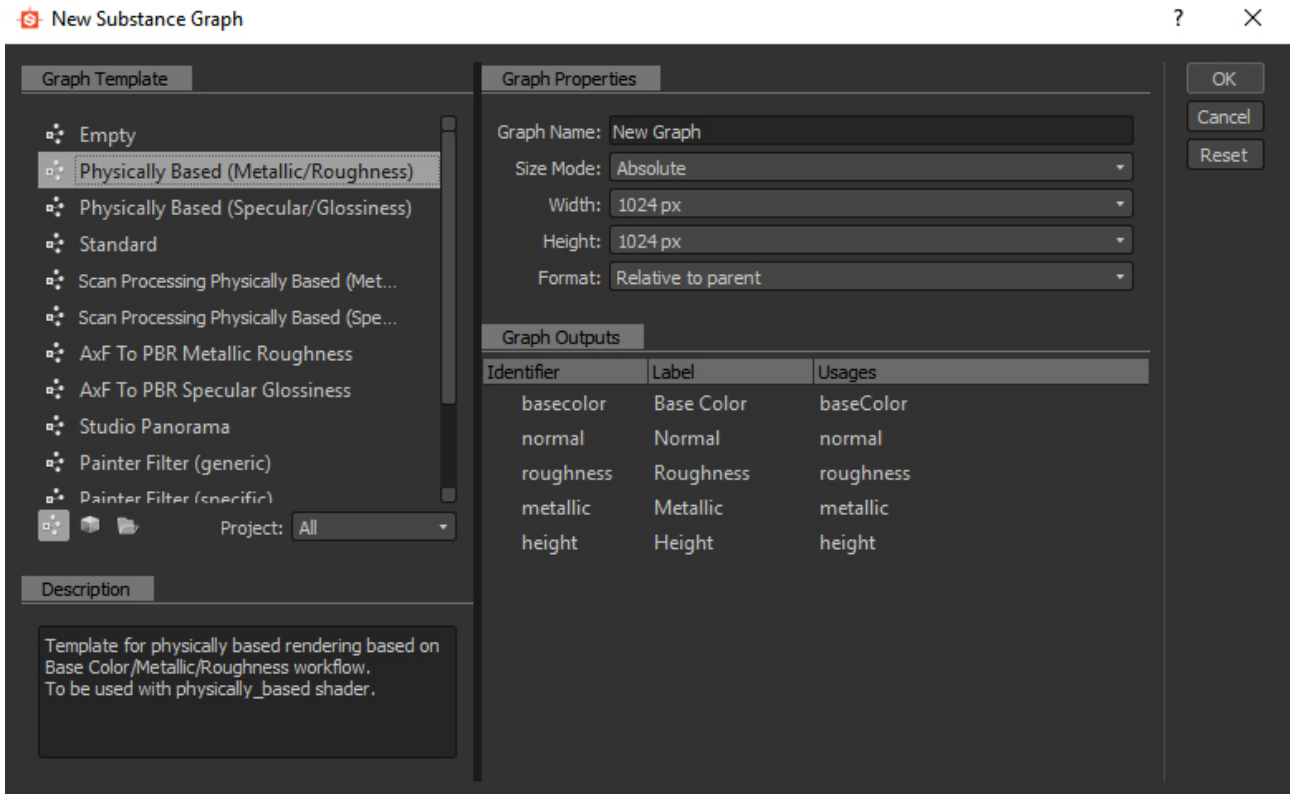 New Substance Graph
?
Graph Template
Empty
Physically Based (Metallic/Roughness)
Physically Based (Specular/Glossiness)
Standard
Scan Processing Physically Based (Met...
Scan Processing Physically Based (Spe...
AxF To PBR Metallic Roughness
AxF To PBR Specular Glossiness
Studio Panorama
Painter Filter (generic)
Painter Filter (specific)
Project: All
Description
Template for physically based rendering based on
Base Color/Metallic/Roughness workflow.
To be used with physically_based shader.
Graph Properties
Graph Name: New Graph
Size Mode: Absolute
Width: 1024 px
Height: 1024 px
Format: Relative to parent
Graph Outputs
Identifier Label Usages
basecolor Base Color baseColor
normal Normal normal
roughness Roughness roughness
metallic Metallic metallic
height Height height
OK
Cancel
Reset